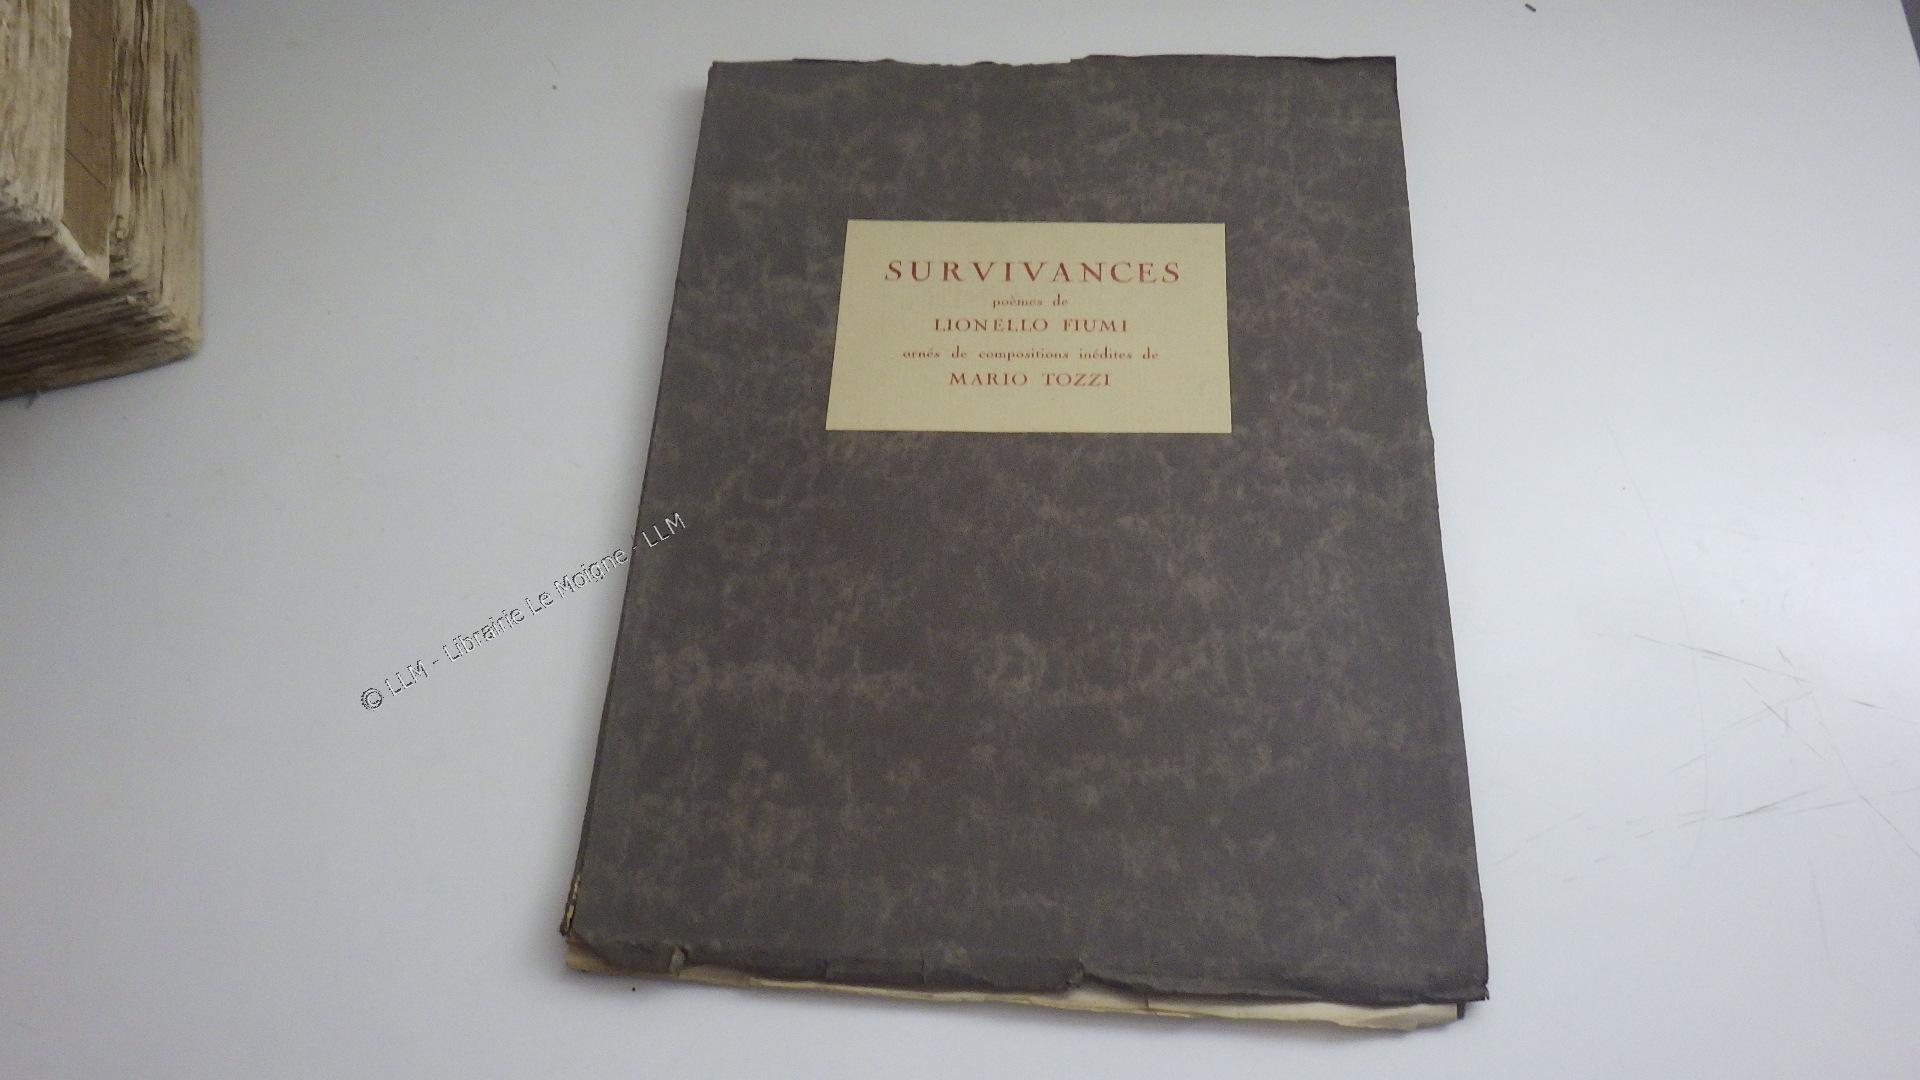 SURVIVANCES
poèmes de
LIONELLO FIUMI
ornés de compositions inédites de
MARIO TOZZI
© LLM - Librairie Le Moigne - LLM